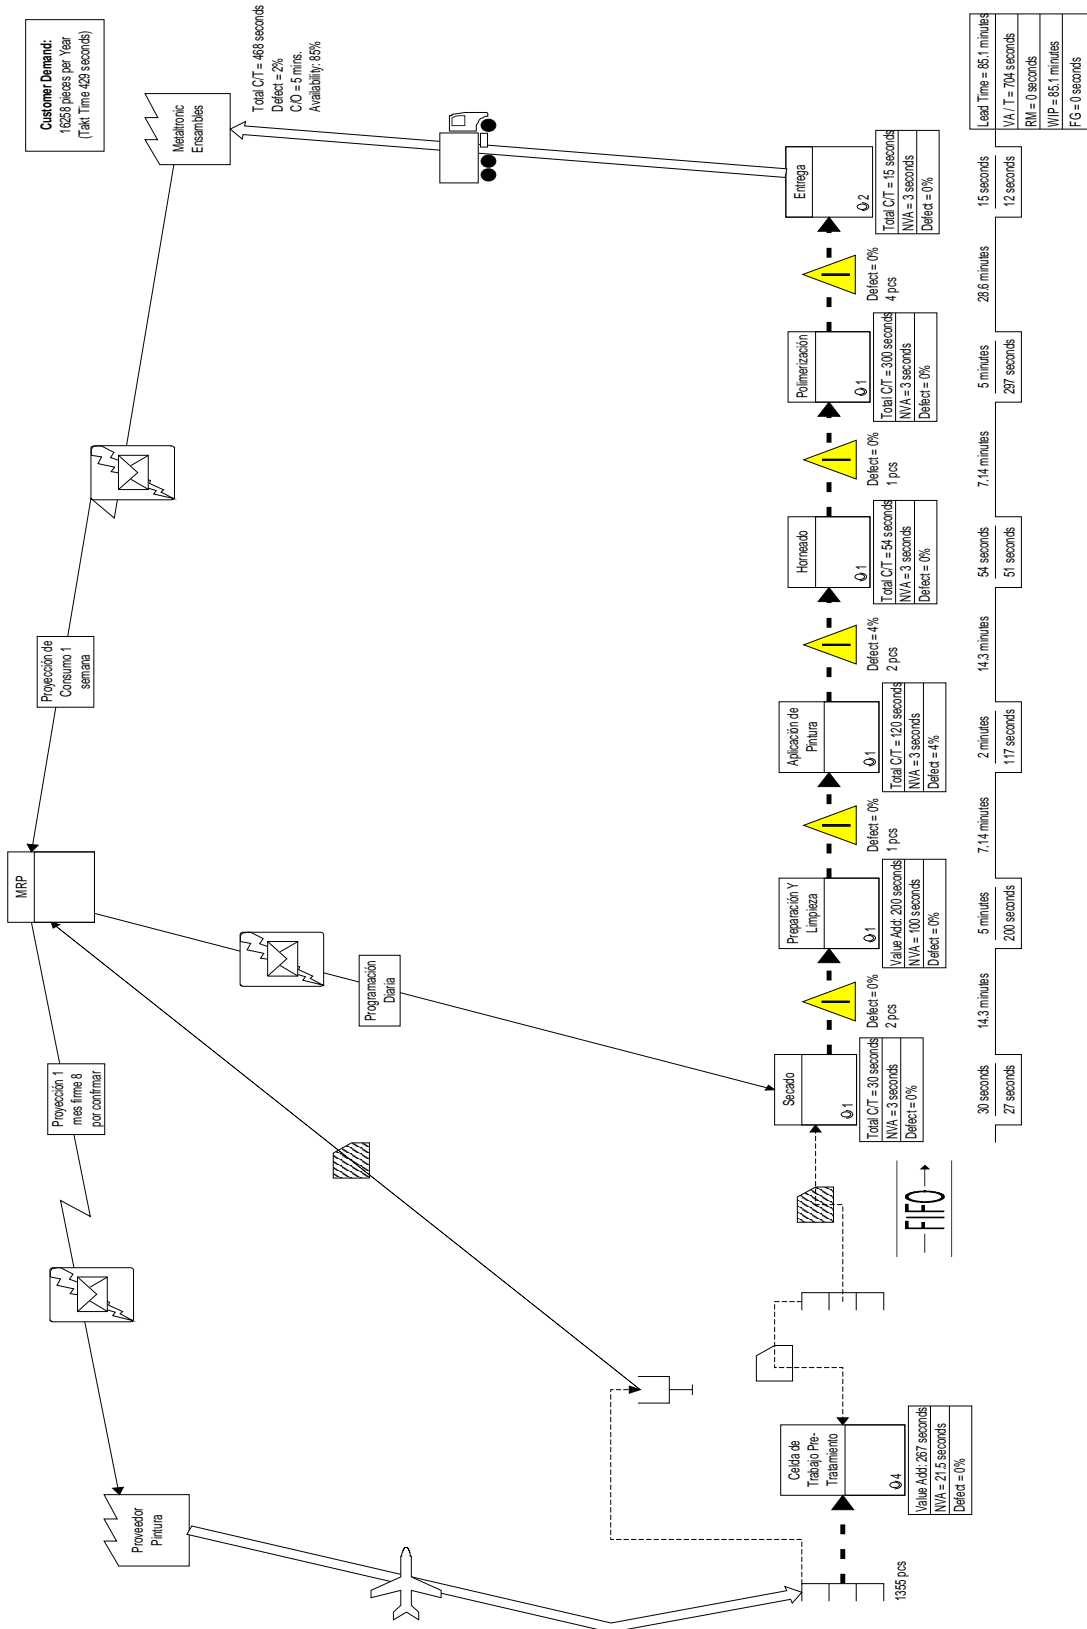 Proveedor
Pintura
Proyección 1
mes firme 8
por confirmar
MRP
Proyección de
Consumo 1
semana
Metaltronic
Ensambles
Customer Demand:
16258 pieces per Year
(Takt Time 429 seconds)
Total C/T = 468 seconds
Defect = 2%
C/O = 5 mins.
Availability: 85%
Programación
Diaria
1355 pcs
Celda de
Trabajo Pre-
Tratamiento
4
Value Add: 267 seconds
NVA = 21.5 seconds
Defect = 0%
FIFO
Secado
1
Total C/T = 30 seconds
NVA = 3 seconds
Defect = 0%
I
Defect = 0%
2 pcs
Preparación Y
Limpieza
1
Value Add: 200 seconds
NVA = 100 seconds
Defect = 0%
I
Defect = 0%
1 pcs
Aplicación de
Pintura
1
Total C/T = 120 seconds
NVA = 3 seconds
Defect = 4%
I
Defect = 4%
2 pcs
Horneado
1
Total C/T = 54 seconds
NVA = 3 seconds
Defect = 0%
I
Defect = 0%
1 pcs
Polimerización
1
Total C/T = 300 seconds
NVA = 3 seconds
Defect = 0%
I
Defect = 0%
4 pcs
Entrega
2
Total C/T = 15 seconds
NVA = 3 seconds
Defect = 0%
30 seconds
27 seconds
14.3 minutes
5 minutes
200 seconds
7.14 minutes
2 minutes
117 seconds
14.3 minutes
54 seconds
51 seconds
7.14 minutes
5 minutes
297 seconds
28.6 minutes
15 seconds
12 seconds
Lead Time = 85.1 minutes
VA / T = 704 seconds
RM = 0 seconds
WIP = 85.1 minutes
FG = 0 seconds